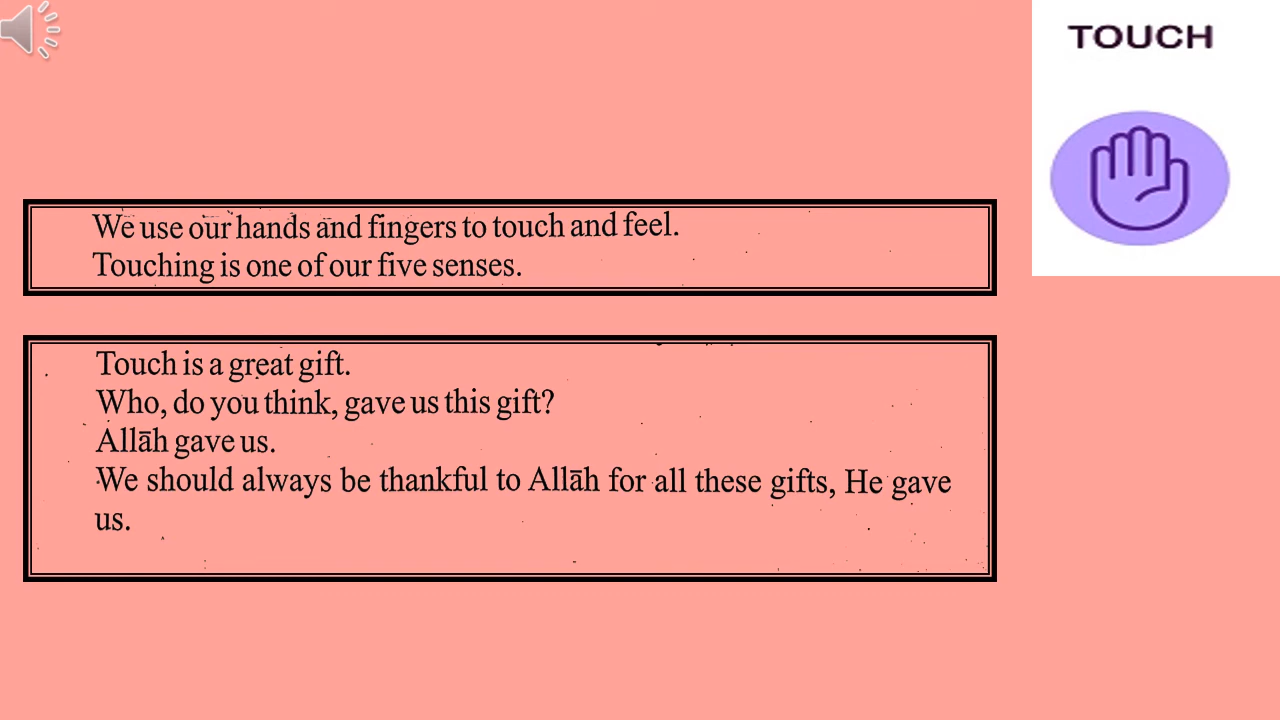 TOUCH
We use our hands and fingers to touch and feel.
Touching is one of our five senses.
Touch is a great gift.
Who, do you think, gave us this gift?
Allāh gave us.
We should always be thankful to Allāh for all these gifts, He gave
us.